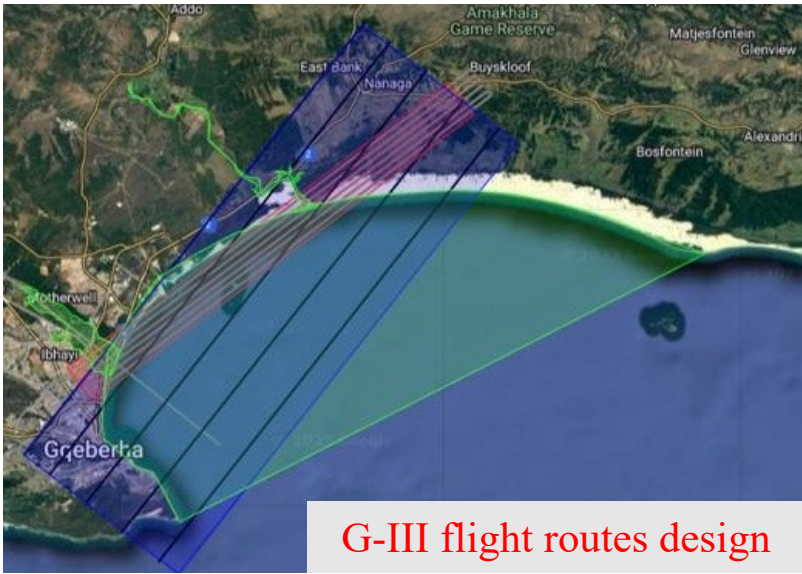 Addo
Amakhala
Game Reserve
Matjesfontein
Glenview
East Bank
Buyskloof
Nanaga
Alexandri
Bosfontein
Motherwell
Ibhayi
Gqeberha
G-III flight routes design